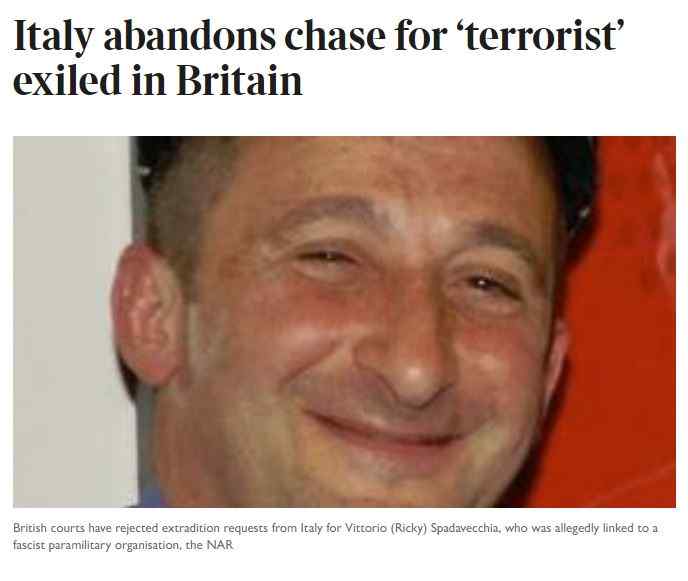 Italy abandons chase for ‘terrorist’
exiled in Britain
British courts have rejected extradition requests from Italy for Vittorio (Ricky) Spadavecchia, who was allegedly linked to a
fascist paramilitary organisation, the NAR